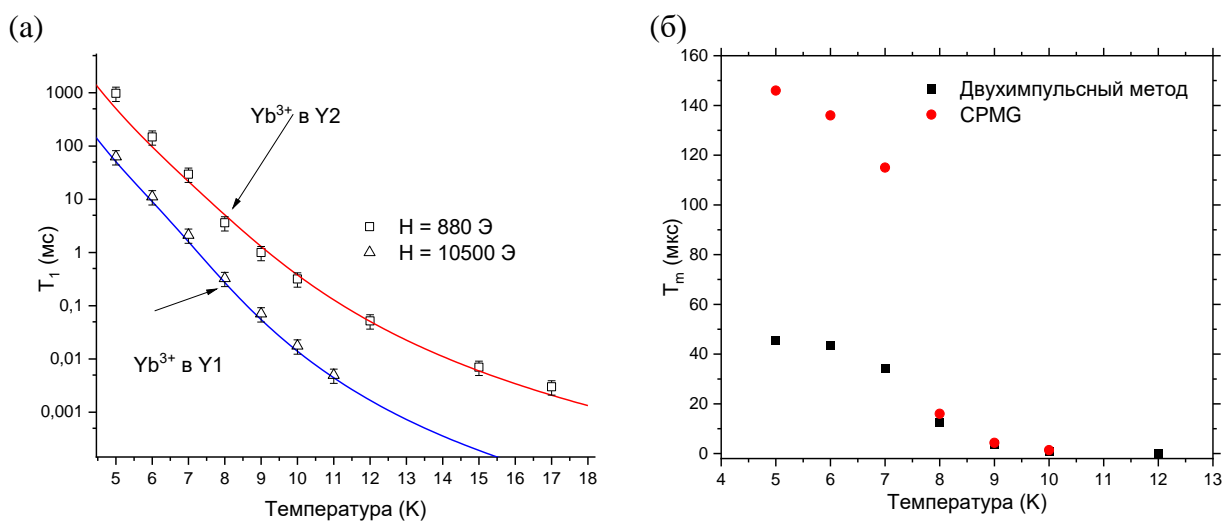 (а)
T₁ (мс)
1000
100
10
1
0,1
0,01
0,001
Yb³⁺ в Y2
H = 880 Э
H = 10500 Э
Yb³⁺ в Y1
5 6 7 8 9 10 11 12 13 14 15 16 17 18
Температура (K)
(б)
Tₘ (мкс)
160
140
120
100
80
60
40
20
0
Двухимпульсный метод
CPMG
4 5 6 7 8 9 10 11 12 13
Температура (K)